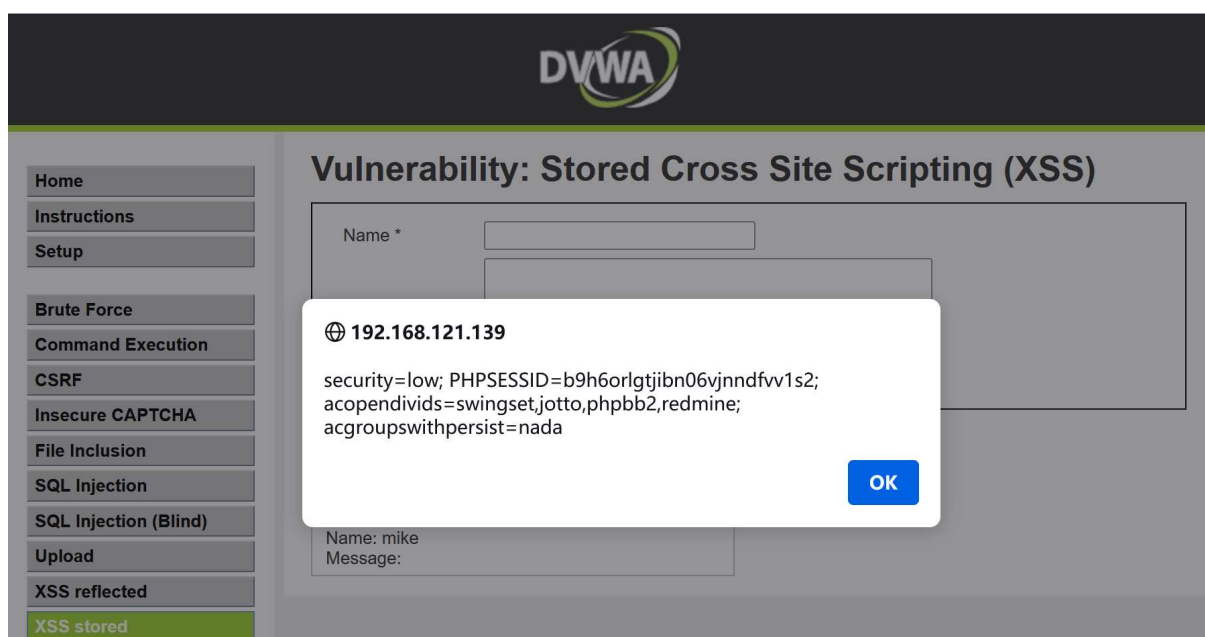 DVWA
Home
Instructions
Setup
Brute Force
Command Execution
CSRF
Insecure CAPTCHA
File Inclusion
SQL Injection
SQL Injection (Blind)
Upload
XSS reflected
XSS stored
Vulnerability: Stored Cross Site Scripting (XSS)
Name *
192.168.121.139
security=low; PHPSESSID=b9h6orlgtjibn06vjnndfvv1s2;
acopendivids=swingset,jotto,phpbb2,redmine;
acgroupswithpersist=nada
OK
Name: mike
Message: